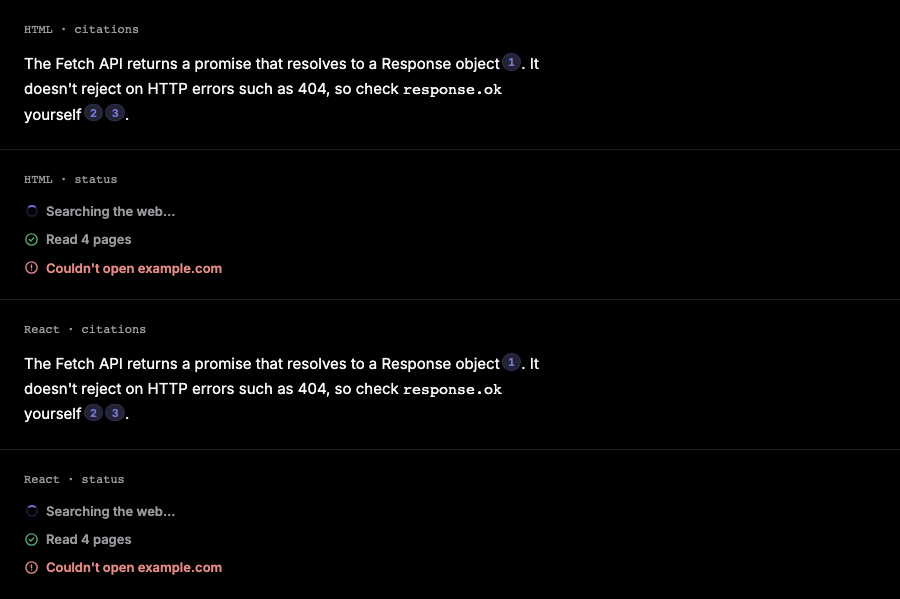 HTML · citations
The Fetch API returns a promise that resolves to a Response object 1. It
doesn't reject on HTTP errors such as 404, so check response.ok
yourself 2 3.
HTML · status
Searching the web...
Read 4 pages
Couldn't open example.com
React · citations
The Fetch API returns a promise that resolves to a Response object 1. It
doesn't reject on HTTP errors such as 404, so check response.ok
yourself 2 3.
React · status
Searching the web...
Read 4 pages
Couldn't open example.com